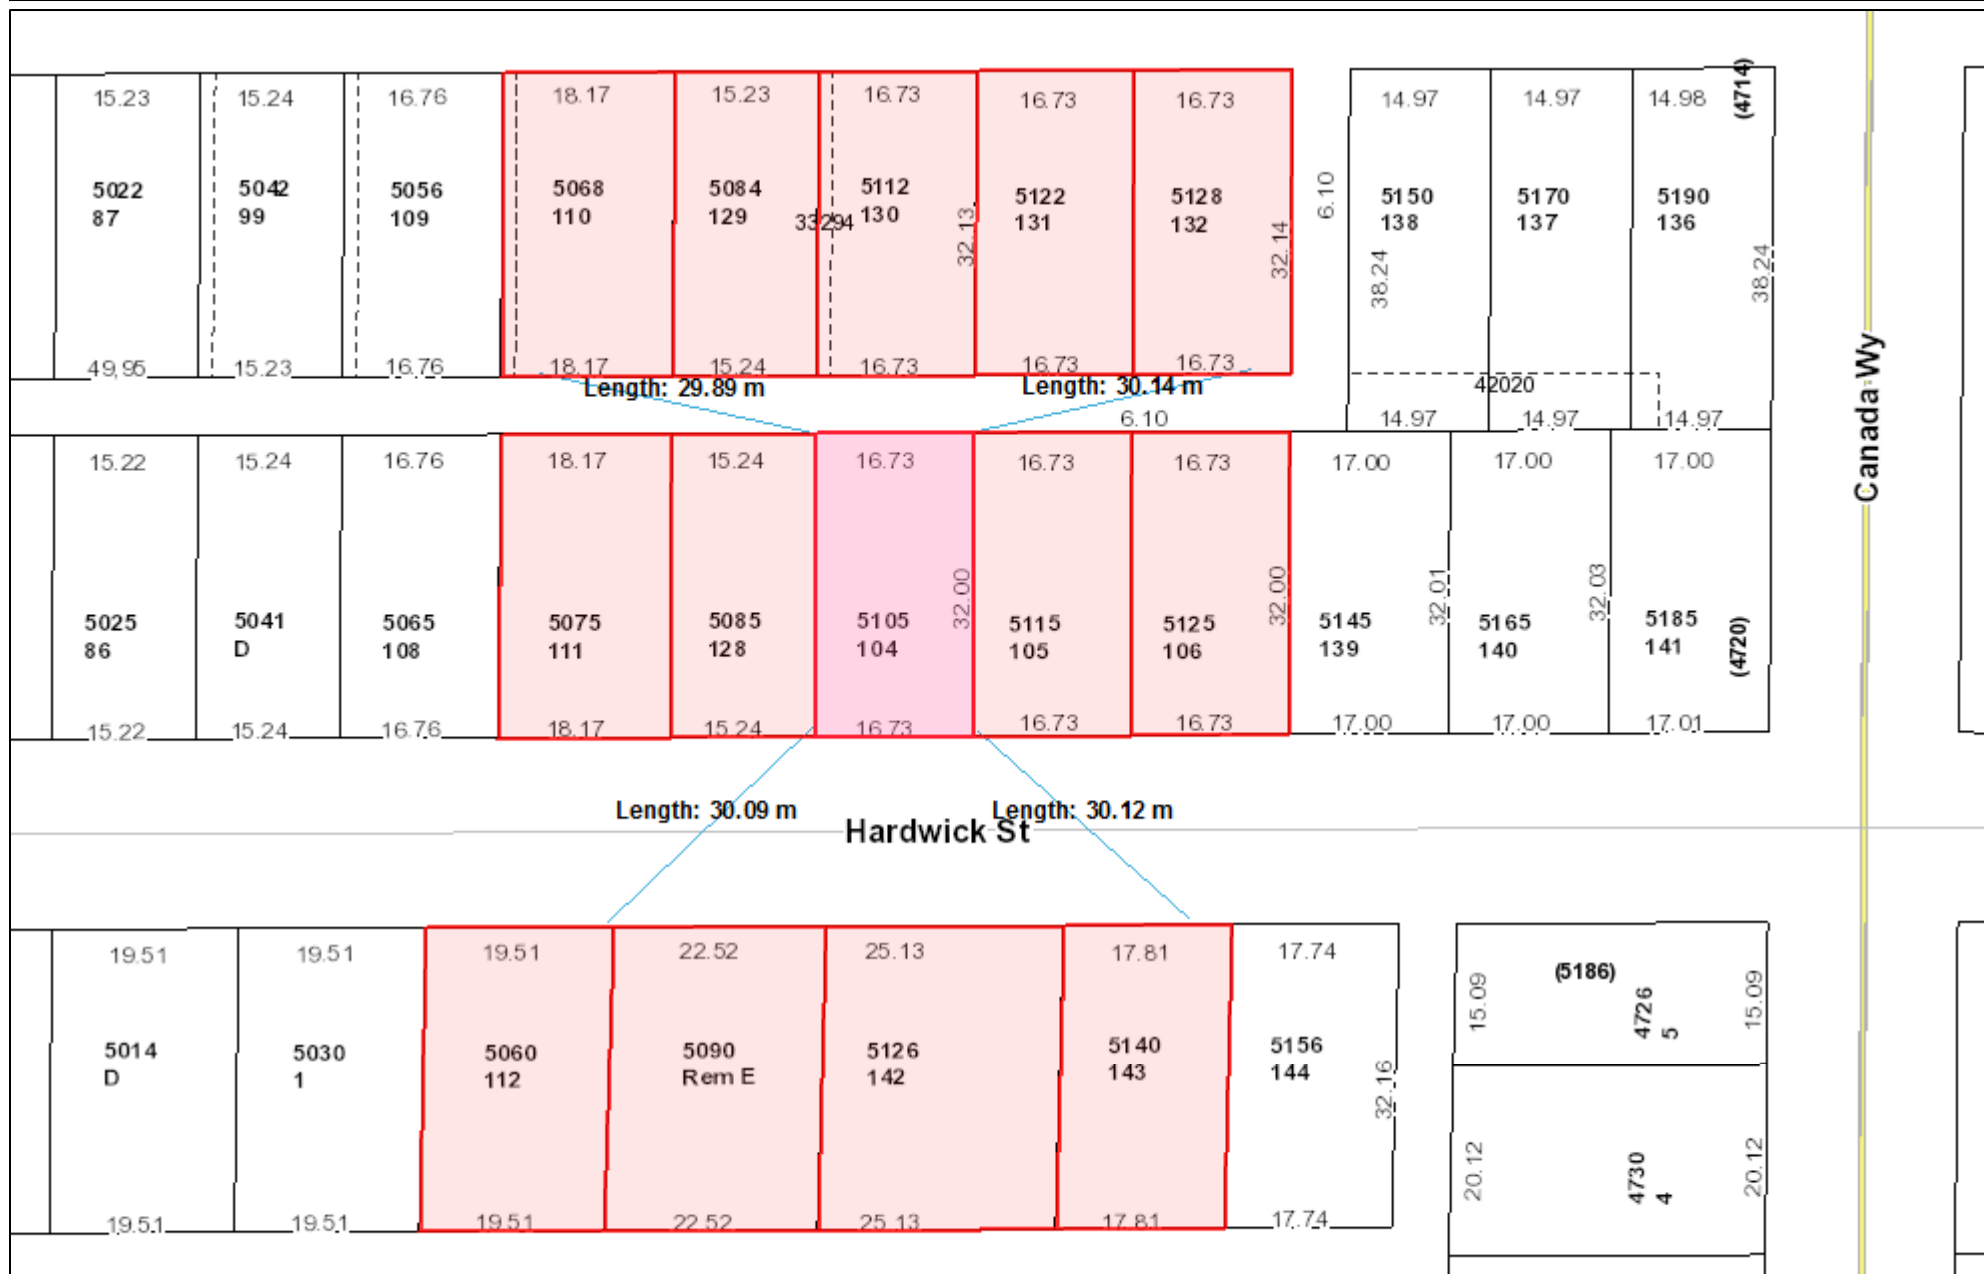 15.23 15.24 16.76 18.17 15.23 16.73 16.73 16.73 14.97 14.97 14.98 (4714)
5022 5042 5056 5068 5084 5112 5122 5128 6.10 5150 5170 5190
87 99 109 110 129 33294 130 131 132 138 137 136
32.13 32.14 38.24 38.24
49.95 15.23 16.76 18.17 15.24 16.73 16.73 16.73
Length: 29.89 m Length: 30.14 m 42020
6.10 14.97 14.97 14.97
Canada Wy
15.22 15.24 16.76 18.17 15.24 16.73 16.73 16.73 17.00 17.00 17.00
32.00 32.00 32.01 32.03
5025 5041 5065 5075 5085 5105 5115 5125 5145 5165 5185
86 D 108 111 128 104 105 106 139 140 141 (4720)
15.22 15.24 16.76 18.17 15.24 16.73 16.73 16.73 17.00 17.00 17.01
Length: 30.09 m Length: 30.12 m
Hardwick St
19.51 19.51 19.51 22.52 25.13 17.81 17.74
(5186)
15.09 4726 15.09
5
5014 5030 5060 5090 5126 5140 5156
D 1 112 Rem E 142 143 144
32.16
20.12 4730 20.12
4
19.51 19.51 19.51 22.52 25.13 17.81 17.74